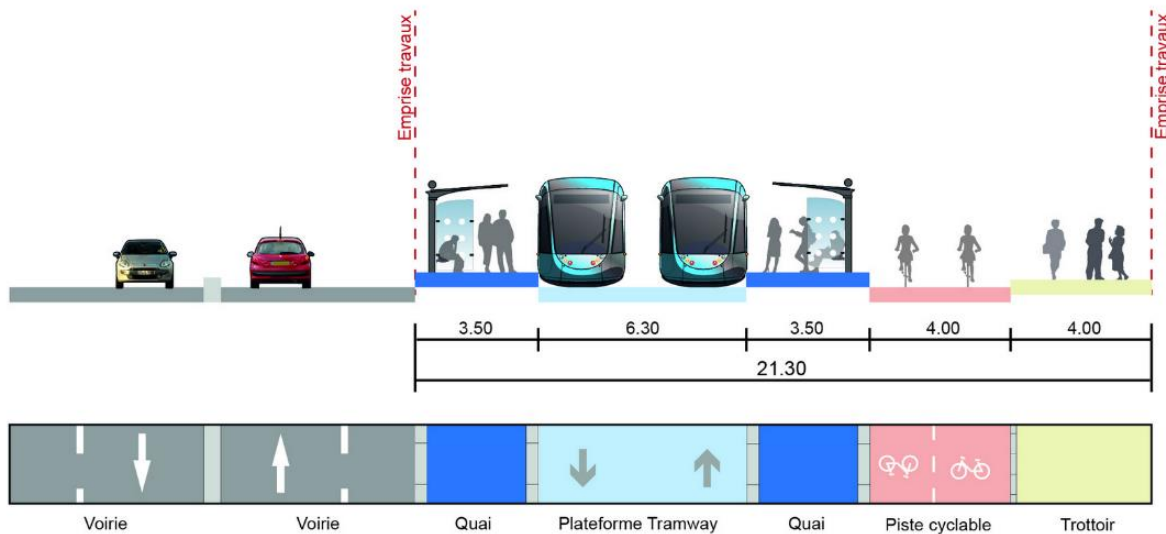 Emprise travaux
Emprise travaux
3.50
6.30
3.50
4.00
4.00
21.30
Voirie
Voirie
Quai
Plateforme Tramway
Quai
Piste cyclable
Trottoir